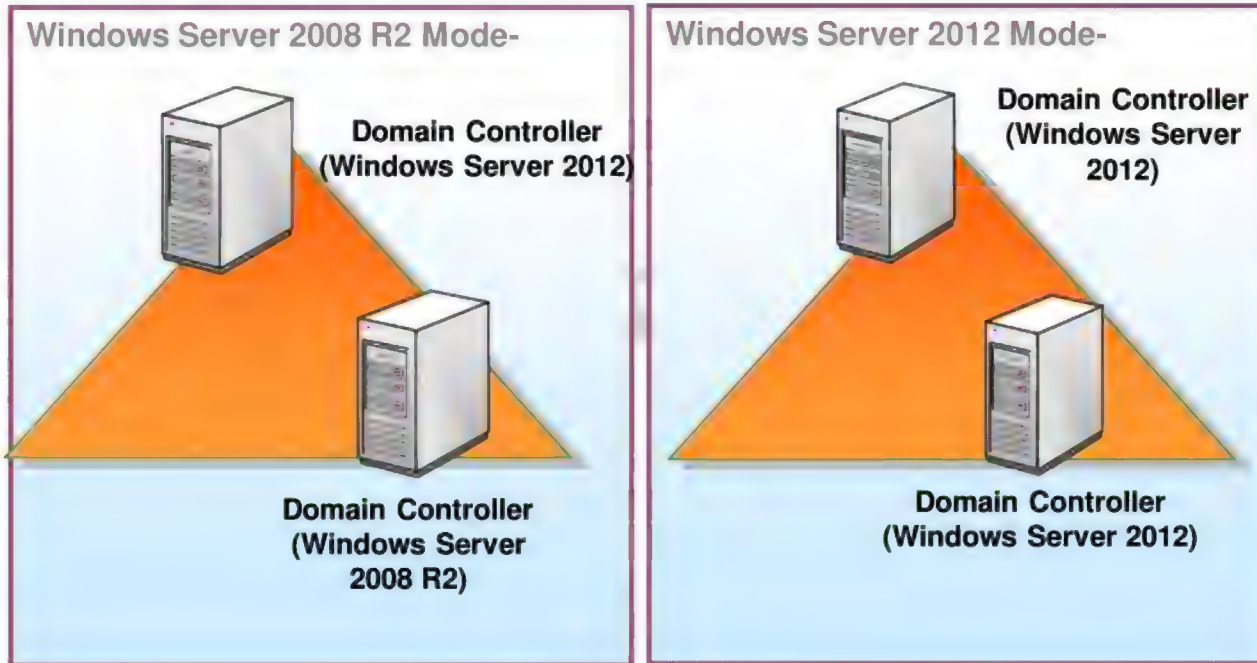 Windows Server 2008 R2 Mode-
Domain Controller
(Windows Server 2012)
Domain Controller
(Windows Server
2008 R2)
Windows Server 2012 Mode-
Domain Controller
(Windows Server
2012)
Domain Controller
(Windows Server 2012)